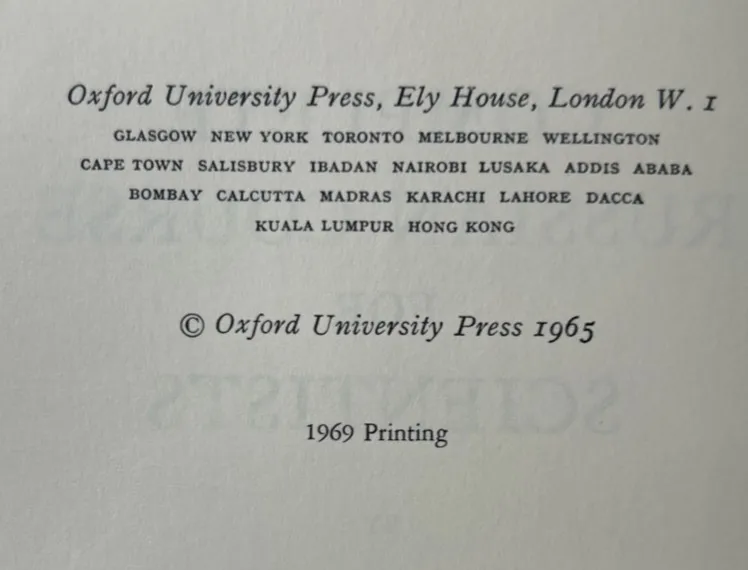 Oxford University Press, Ely House, London W. 1
GLASGOW NEW YORK TORONTO MELBOURNE WELLINGTON
CAPE TOWN SALISBURY IBADAN NAIROBI LUSAKA ADDIS ABABA
BOMBAY CALCUTTA MADRAS KARACHI LAHORE DACCA
KUALA LUMPUR HONG KONG
© Oxford University Press 1965
1969 Printing